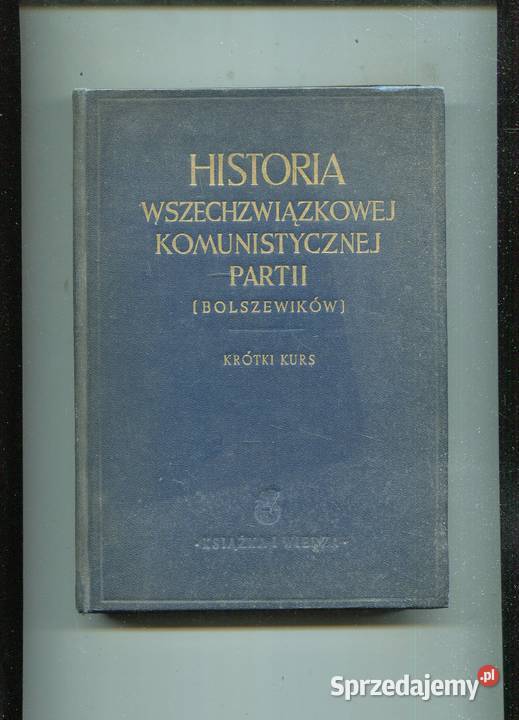 HISTORIA
WSZECHZWIĄZKOWEJ
KOMUNISTYCZNEJ
PARTII
[BOLSZEWIKÓW]
KRÓTKI KURS
·KSIĄŻKA I WIEDZA·
Sprzedajemy.pl